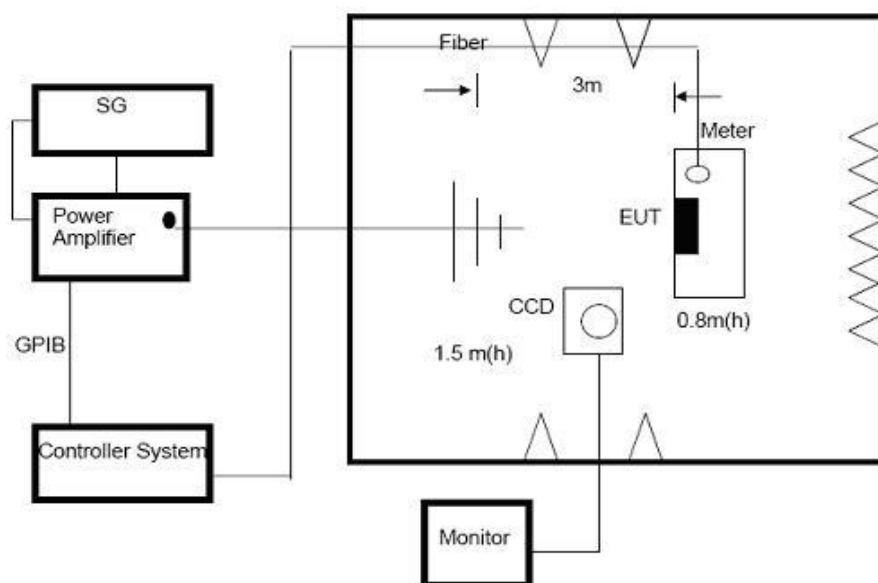 Fiber
SG
3m
Meter
Power
Amplifier
EUT
CCD
0.8m(h)
GPIB
1.5 m(h)
Controller System
Monitor